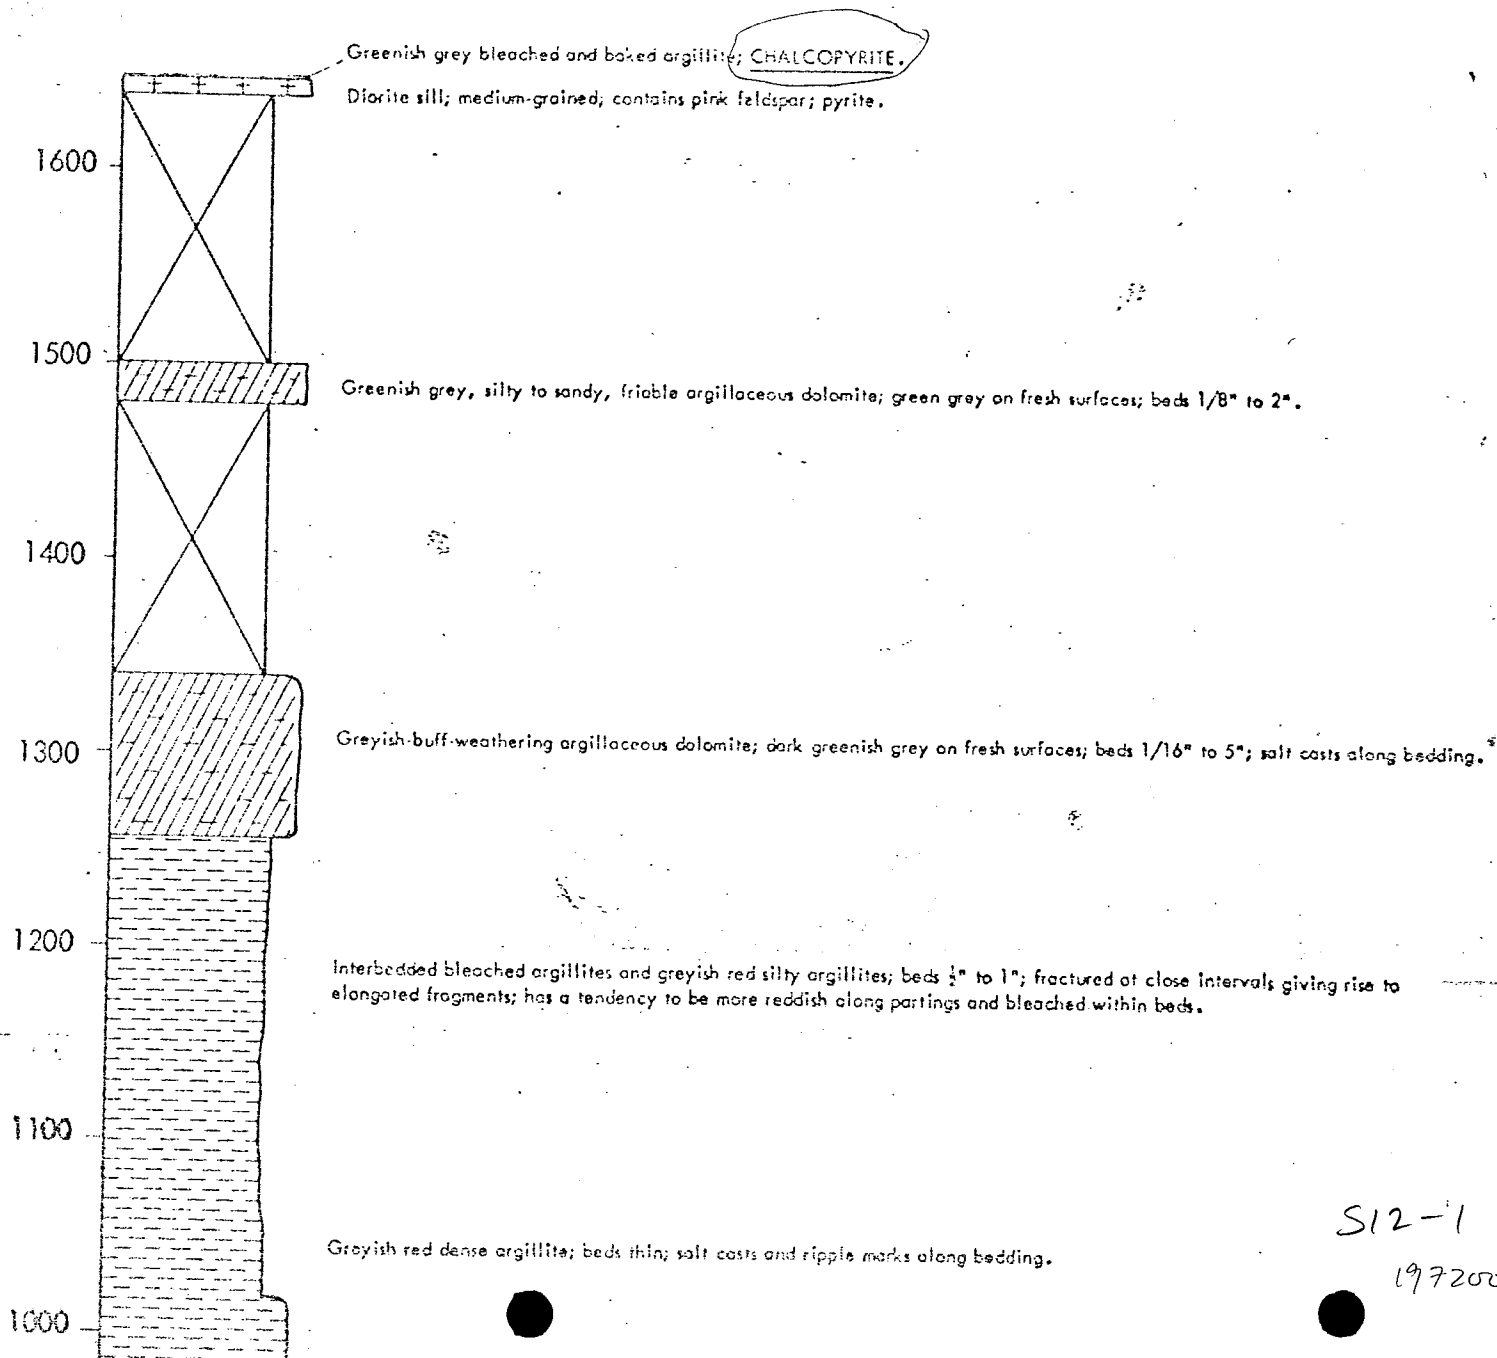 Greenish grey bleached and baked argillite; CHALCOPYRITE.
Diorite sill; medium-grained; contains pink feldspar; pyrite.
1600
1500
Greenish grey, silty to sandy, friable argillaceous dolomite; green grey on fresh surfaces; beds 1/8" to 2".
1400
1300
Greyish-buff-weathering argillaceous dolomite; dark greenish grey on fresh surfaces; beds 1/16" to 5"; salt casts along bedding.
1200
Interbedded bleached argillites and greyish red silty argillites; beds ½" to 1"; fractured at close intervals giving rise to
elongated fragments; has a tendency to be more reddish along partings and bleached within beds.
1100
S12-1
Greyish red dense argillite; beds thin; salt casts and ripple marks along bedding.
197200
1000